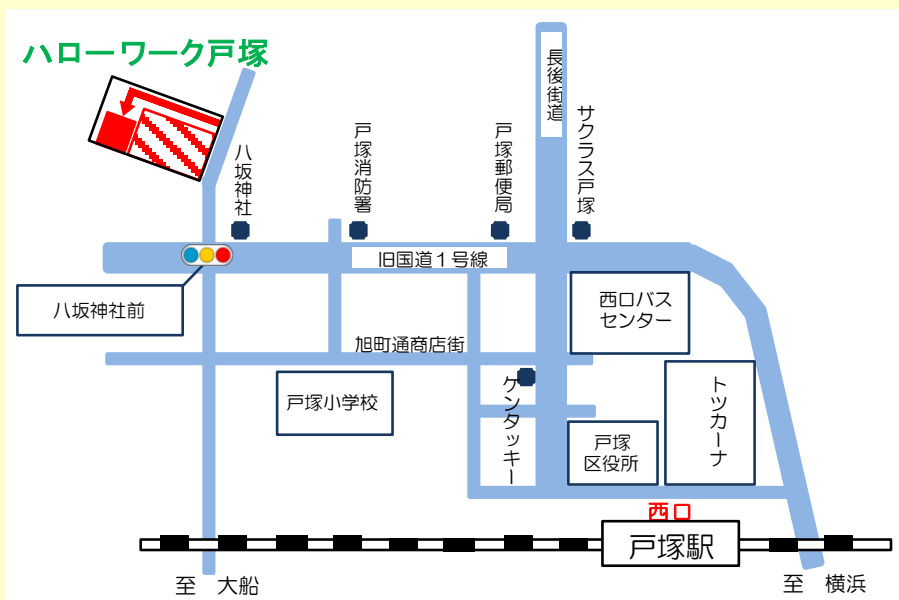 ハローワーク戸塚
長後街道
サクラス戸塚
戸塚郵便局
戸塚消防署
八坂神社
旧国道１号線
八坂神社前
西口バス
センター
旭町通商店街
戸塚小学校
ケンタッキー
トツカーナ
戸塚
区役所
西口
戸塚駅
至 大船
至 横浜